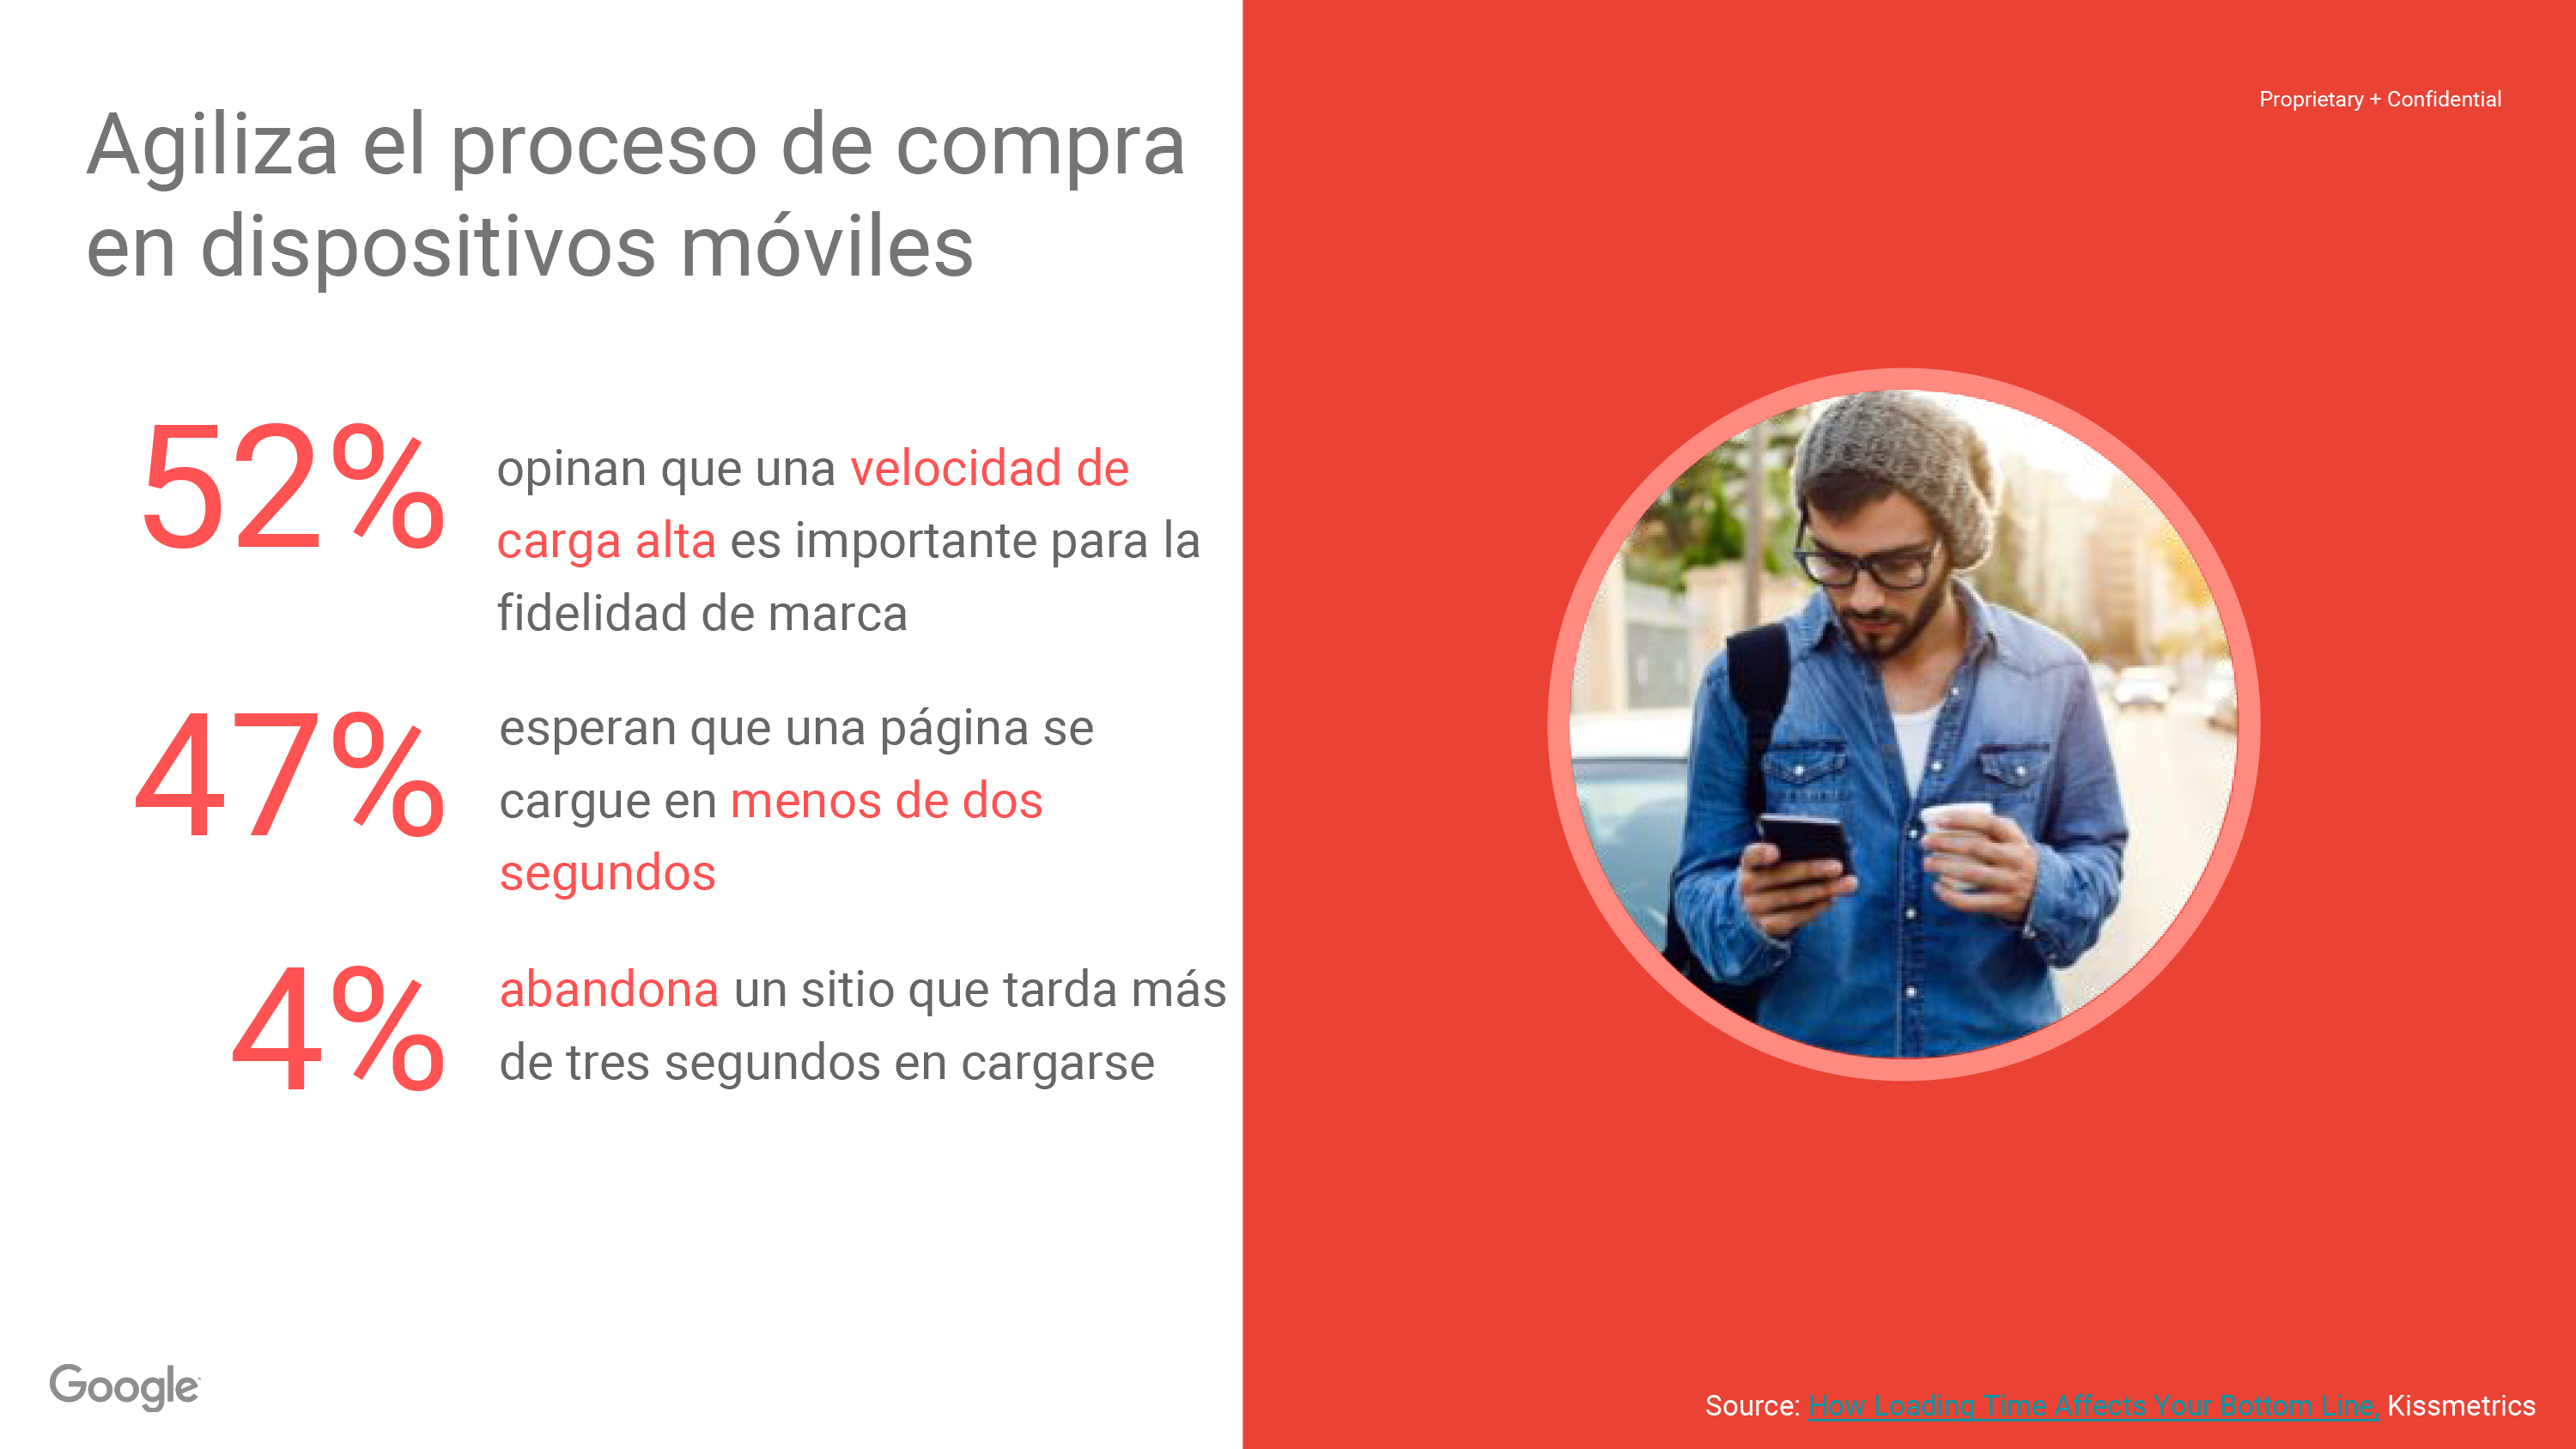 Proprietary + Confidential
Agiliza el proceso de compra
en dispositivos móviles
52%
opinan que una velocidad de
carga alta es importante para la
fidelidad de marca
47%
esperan que una página se
cargue en menos de dos
segundos
4%
abandona un sitio que tarda más
de tres segundos en cargarse
Google
Source: How Loading Time Affects Your Bottom Line, Kissmetrics